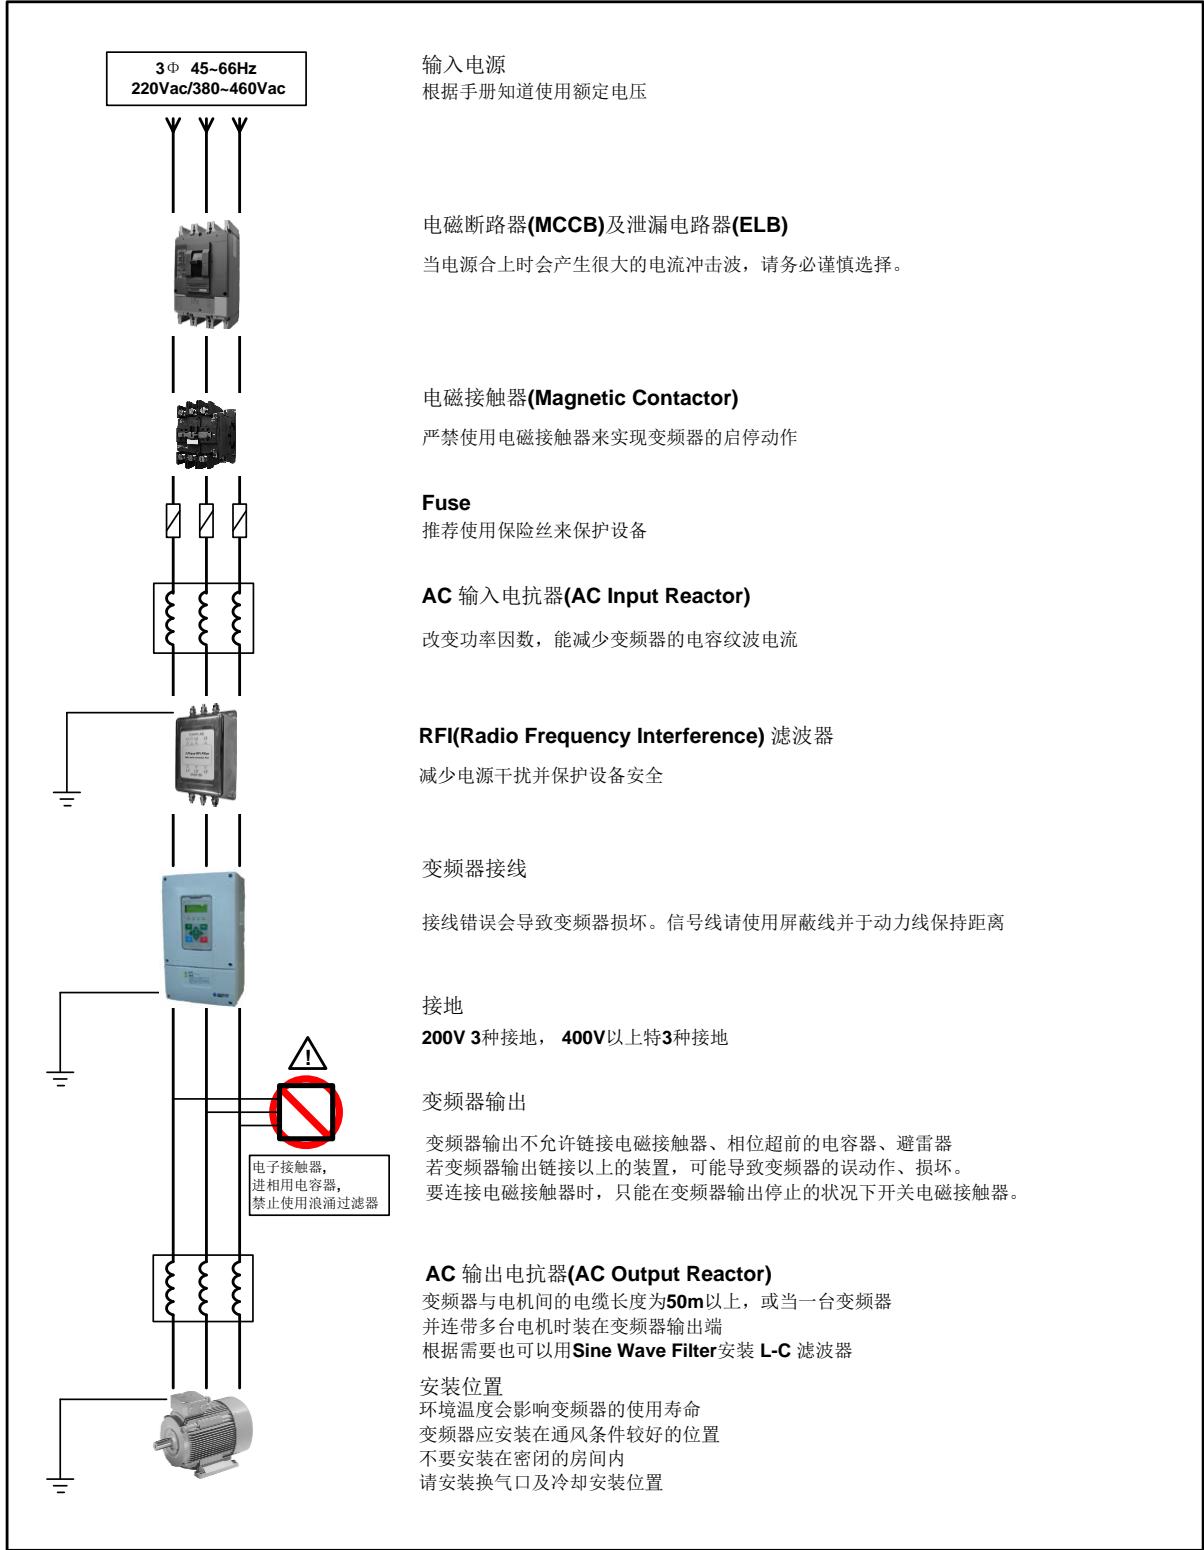 3Φ 45~66Hz
220Vac/380~460Vac
输入电源
根据手册知道使用额定电压
电磁断路器(MCCB)及泄漏电路器(ELB)
当电源合上时会产生很大的电流冲击波，请务必谨慎选择。
电磁接触器(Magnetic Contactor)
严禁使用电磁接触器来实现变频器的启停动作
Fuse
推荐使用保险丝来保护设备
AC 输入电抗器(AC Input Reactor)
改变功率因数，能减少变频器的电容纹波电流
RFI(Radio Frequency Interference) 滤波器
减少电源干扰并保护设备安全
变频器接线
接线错误会导致变频器损坏。信号线请使用屏蔽线并于动力线保持距离
接地
200V 3种接地， 400V以上特3种接地
!
变频器输出
变频器输出不允许链接电磁接触器、相位超前的电容器、避雷器
若变频器输出链接以上的装置，可能导致变频器的误动作、损坏。
要连接电磁接触器时，只能在变频器输出停止的状况下开关电磁接触器。
电子接触器,
进相用电容器,
禁止使用浪涌过滤器
AC 输出电抗器(AC Output Reactor)
变频器与电机间的电缆长度为50m以上，或当一台变频器
并连带多台电机时装在变频器输出端
根据需要也可以用Sine Wave Filter安装 L-C 滤波器
安装位置
环境温度会影响变频器的使用寿命
变频器应安装在通风条件较好的位置
不要安装在密闭的房间内
请安装换气口及冷却安装位置